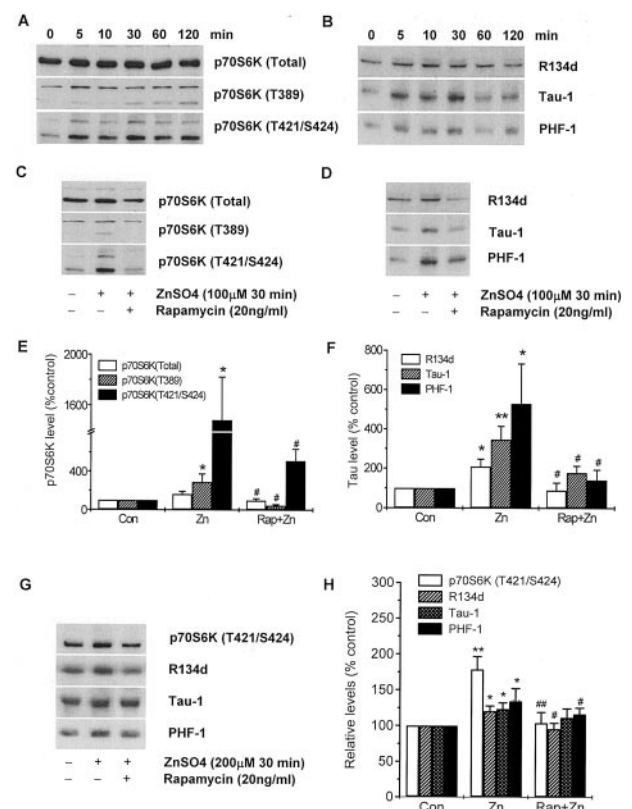 A
0 5 10 30 60 120 min
p70S6K (Total)
p70S6K (T389)
p70S6K (T421/S424)
B
0 5 10 30 60 120 min
R134d
Tau-1
PHF-1
C
p70S6K (Total)
p70S6K (T389)
p70S6K (T421/S424)
– + + ZnSO4 (100μM 30 min)
+ Rapamycin (20ng/ml)
D
R134d
Tau-1
PHF-1
– + + ZnSO4 (100μM 30 min)
+ Rapamycin (20ng/ml)
E
p70S6K level (%control)
2000
1600
400
0
p70S6K(Total)
p70S6K(T389)
p70S6K(T421/S424)
* *
# # #
Con Zn Rap+Zn
F
Tau level (% control)
800
600
400
200
0
R134d
Tau-1
PHF-1
* ** *
# # #
Con Zn Rap+Zn
G
p70S6K (T421/S424)
R134d
Tau-1
PHF-1
– + + ZnSO4 (200μM 30 min)
– – + Rapamycin (20ng/ml)
H
Relative levels (% control)
300
250
200
150
100
50
0
p70S6K (T421/S424)
R134d
Tau-1
PHF-1
** * * *
## # #
Con Zn Rap+Zn